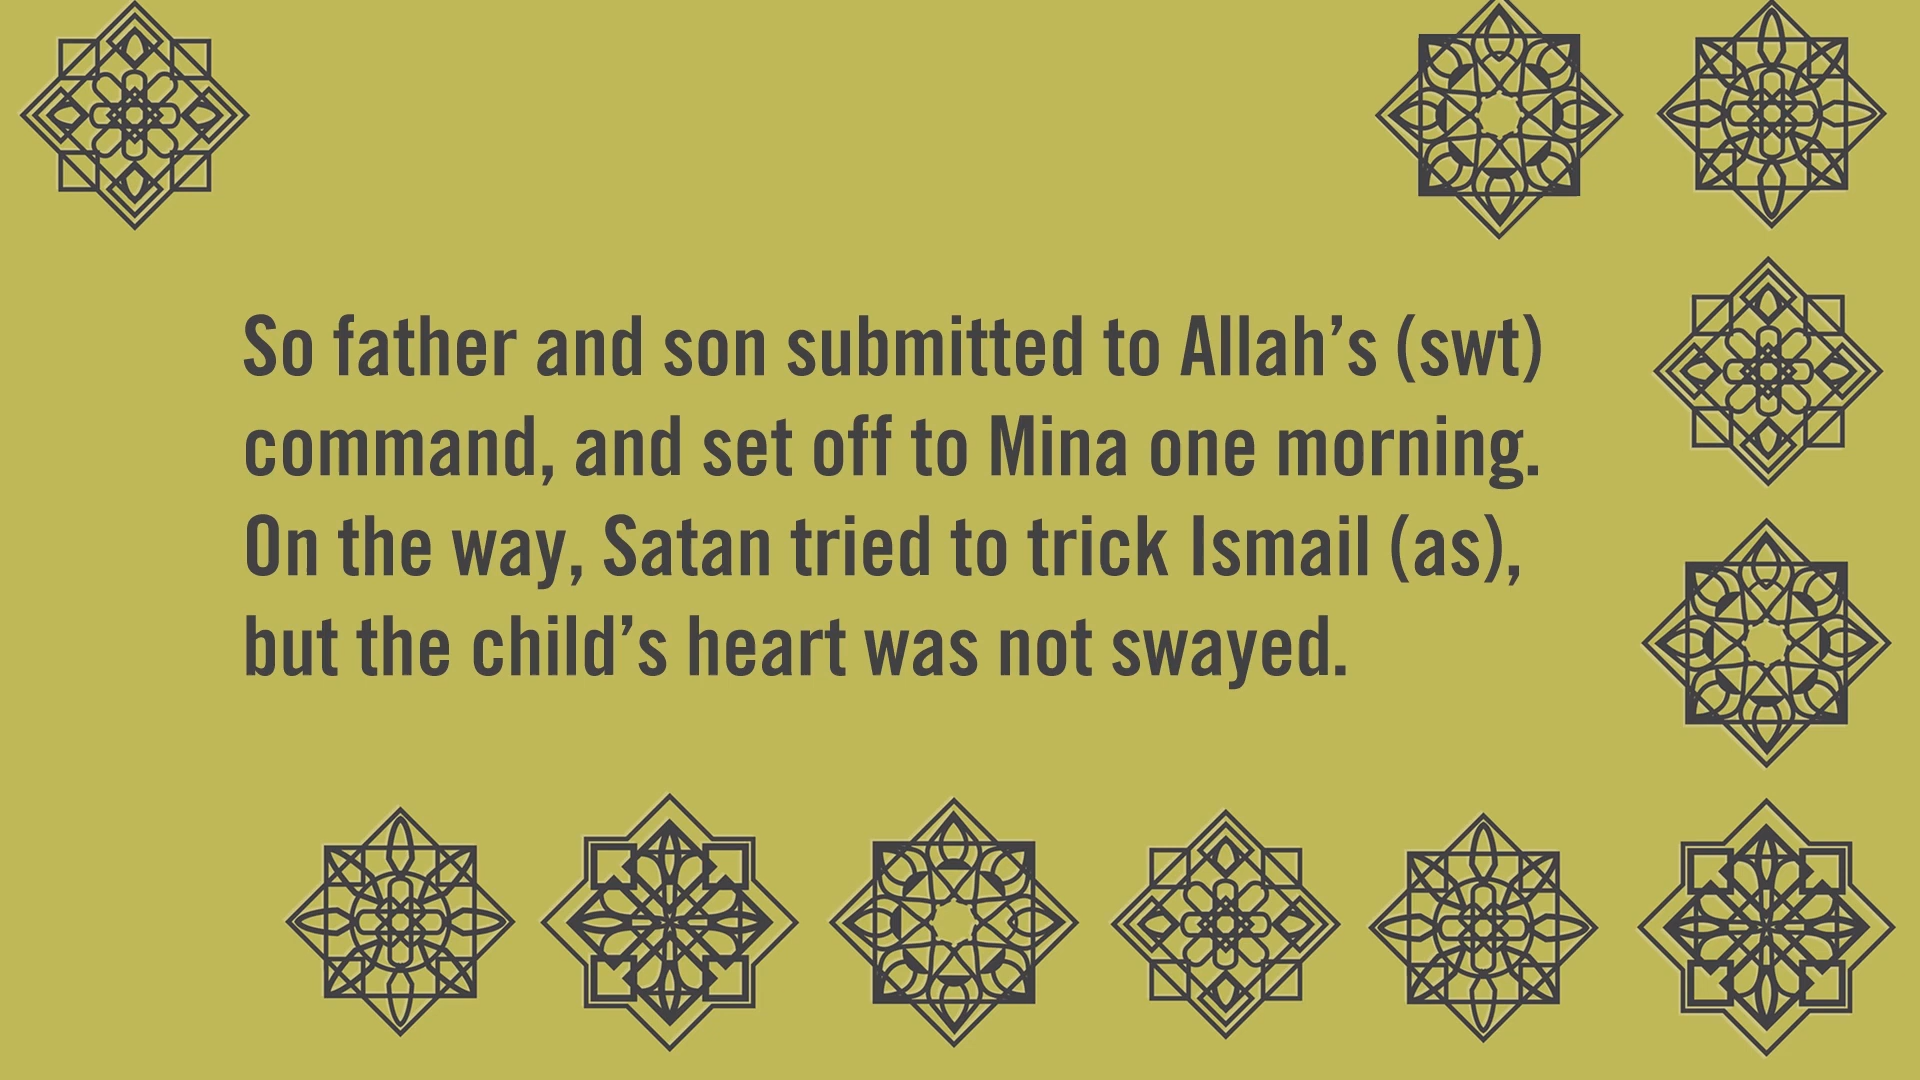 So father and son submitted to Allah’s (swt)
command, and set off to Mina one morning.
On the way, Satan tried to trick Ismail (as),
but the child’s heart was not swayed.